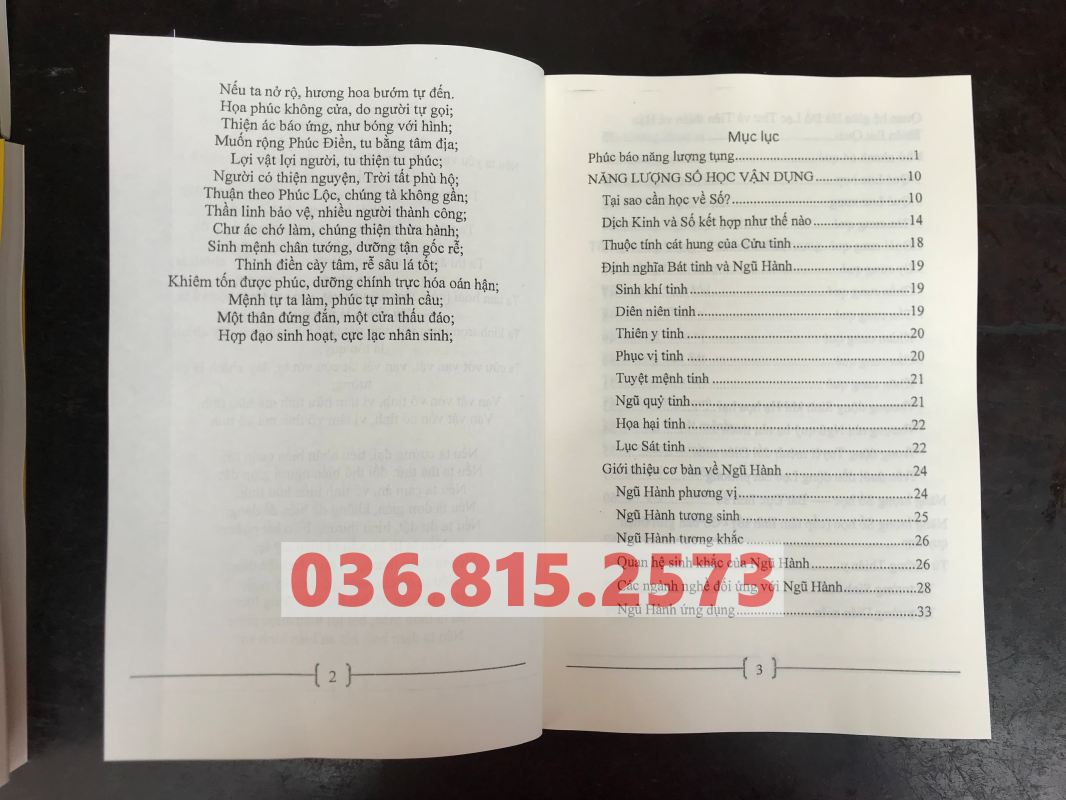 Nếu ta nở rộ, hương hoa bướm tự đến.
Họa phúc không cửa, do người tự gọi;
Thiện ác báo ứng, như bóng với hình;
Muốn rộng Phúc Điền, tu bằng tâm địa;
Lợi vật lợi người, tu thiện tu phúc;
Người có thiện nguyện, Trời tất phù hộ;
Thuận theo Phúc Lộc, chúng tà không gần;
Thần linh bảo vệ, nhiều người thành công;
Chư ác chớ làm, chúng thiện thừa hành;
Sinh mệnh chân tướng, dưỡng tận gốc rễ;
Thỉnh điền cày tâm, rễ sâu lá tốt;
Khiêm tốn được phúc, dưỡng chính trực hóa oán hận;
Mệnh tự ta làm, phúc tự mình cầu;
Một thân đứng đắn, một cửa thấu đáo;
Hợp đạo sinh hoạt, cực lạc nhân sinh;
2
Mục lục
Phúc báo năng lượng tụng.....1
NĂNG LƯỢNG SỐ HỌC VẬN DỤNG.....10
Tại sao cần học về Số?.....10
Dịch Kinh và Số kết hợp như thế nào.....14
Thuộc tính cát hung của Cửu tinh.....18
Định nghĩa Bát tinh và Ngũ Hành.....19
Sinh khí tinh.....19
Diên niên tinh.....19
Thiên y tinh.....20
Phục vị tinh.....20
Tuyệt mệnh tinh.....21
Ngũ quỷ tinh.....21
Họa hại tinh.....22
Lục Sát tinh.....22
Giới thiệu cơ bản về Ngũ Hành.....24
Ngũ Hành phương vị.....24
Ngũ Hành tương sinh.....25
Ngũ Hành tương khắc.....26
Quan hệ sinh khắc của Ngũ Hành.....26
Các ngành nghề đối ứng với Ngũ Hành.....28
Ngũ Hành ứng dụng.....33
3
036.815.2573